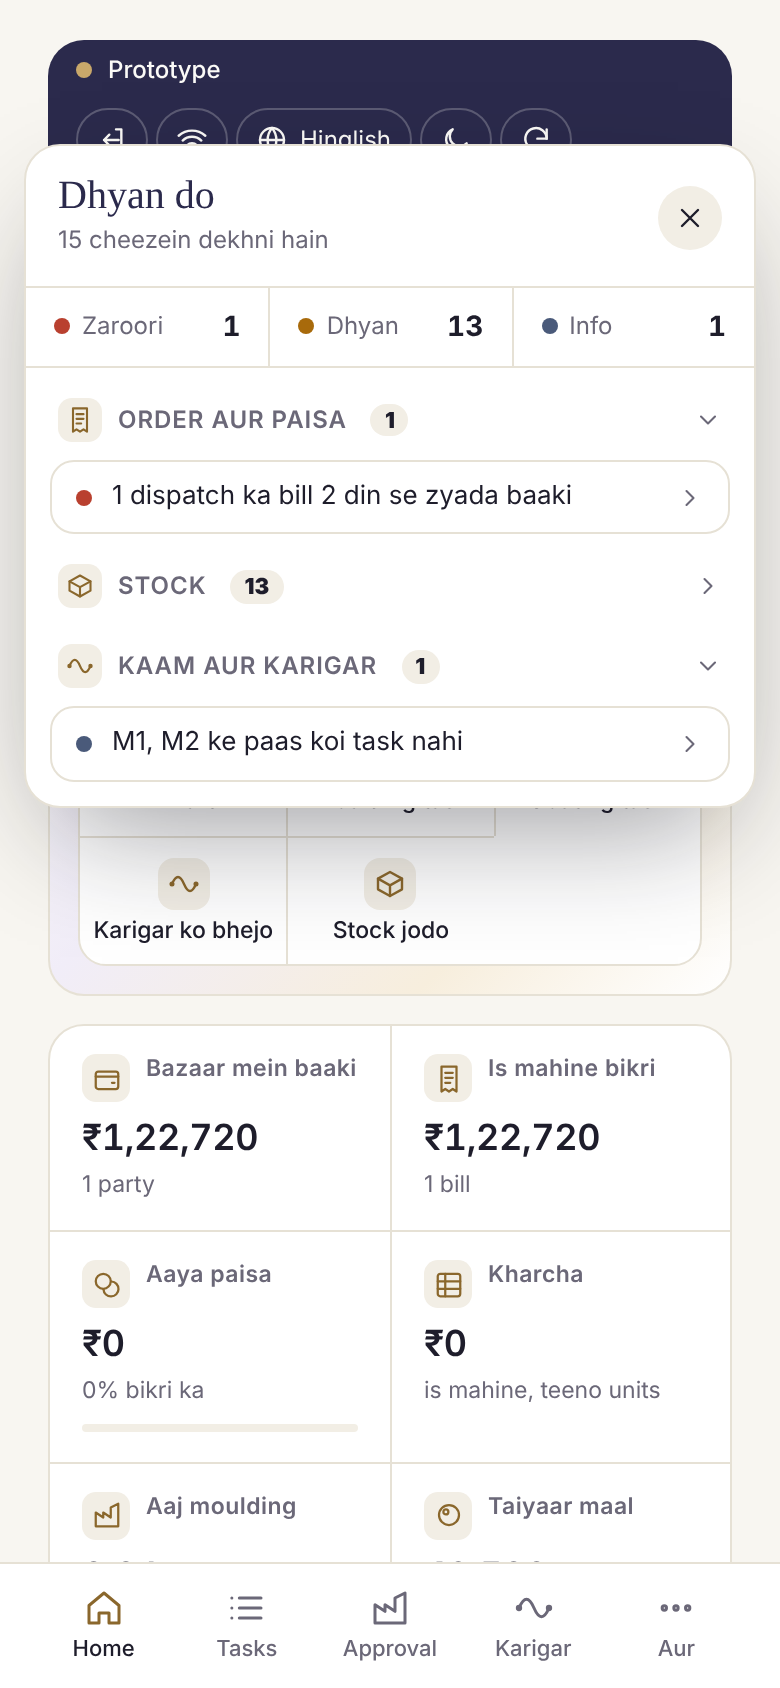 Prototype
Hinglish
Dhyan do
15 cheezein dekhni hain
Zaroori 1
Dhyan 13
Info 1
ORDER AUR PAISA 1
1 dispatch ka bill 2 din se zyada baaki
STOCK 13
KAAM AUR KARIGAR 1
M1, M2 ke paas koi task nahi
Karigar ko bhejo
Stock jodo
Bazaar mein baaki
₹1,22,720
1 party
Is mahine bikri
₹1,22,720
1 bill
Aaya paisa
₹0
0% bikri ka
Kharcha
₹0
is mahine, teeno units
Aaj moulding
Taiyaar maal
Home
Tasks
Approval
Karigar
Aur